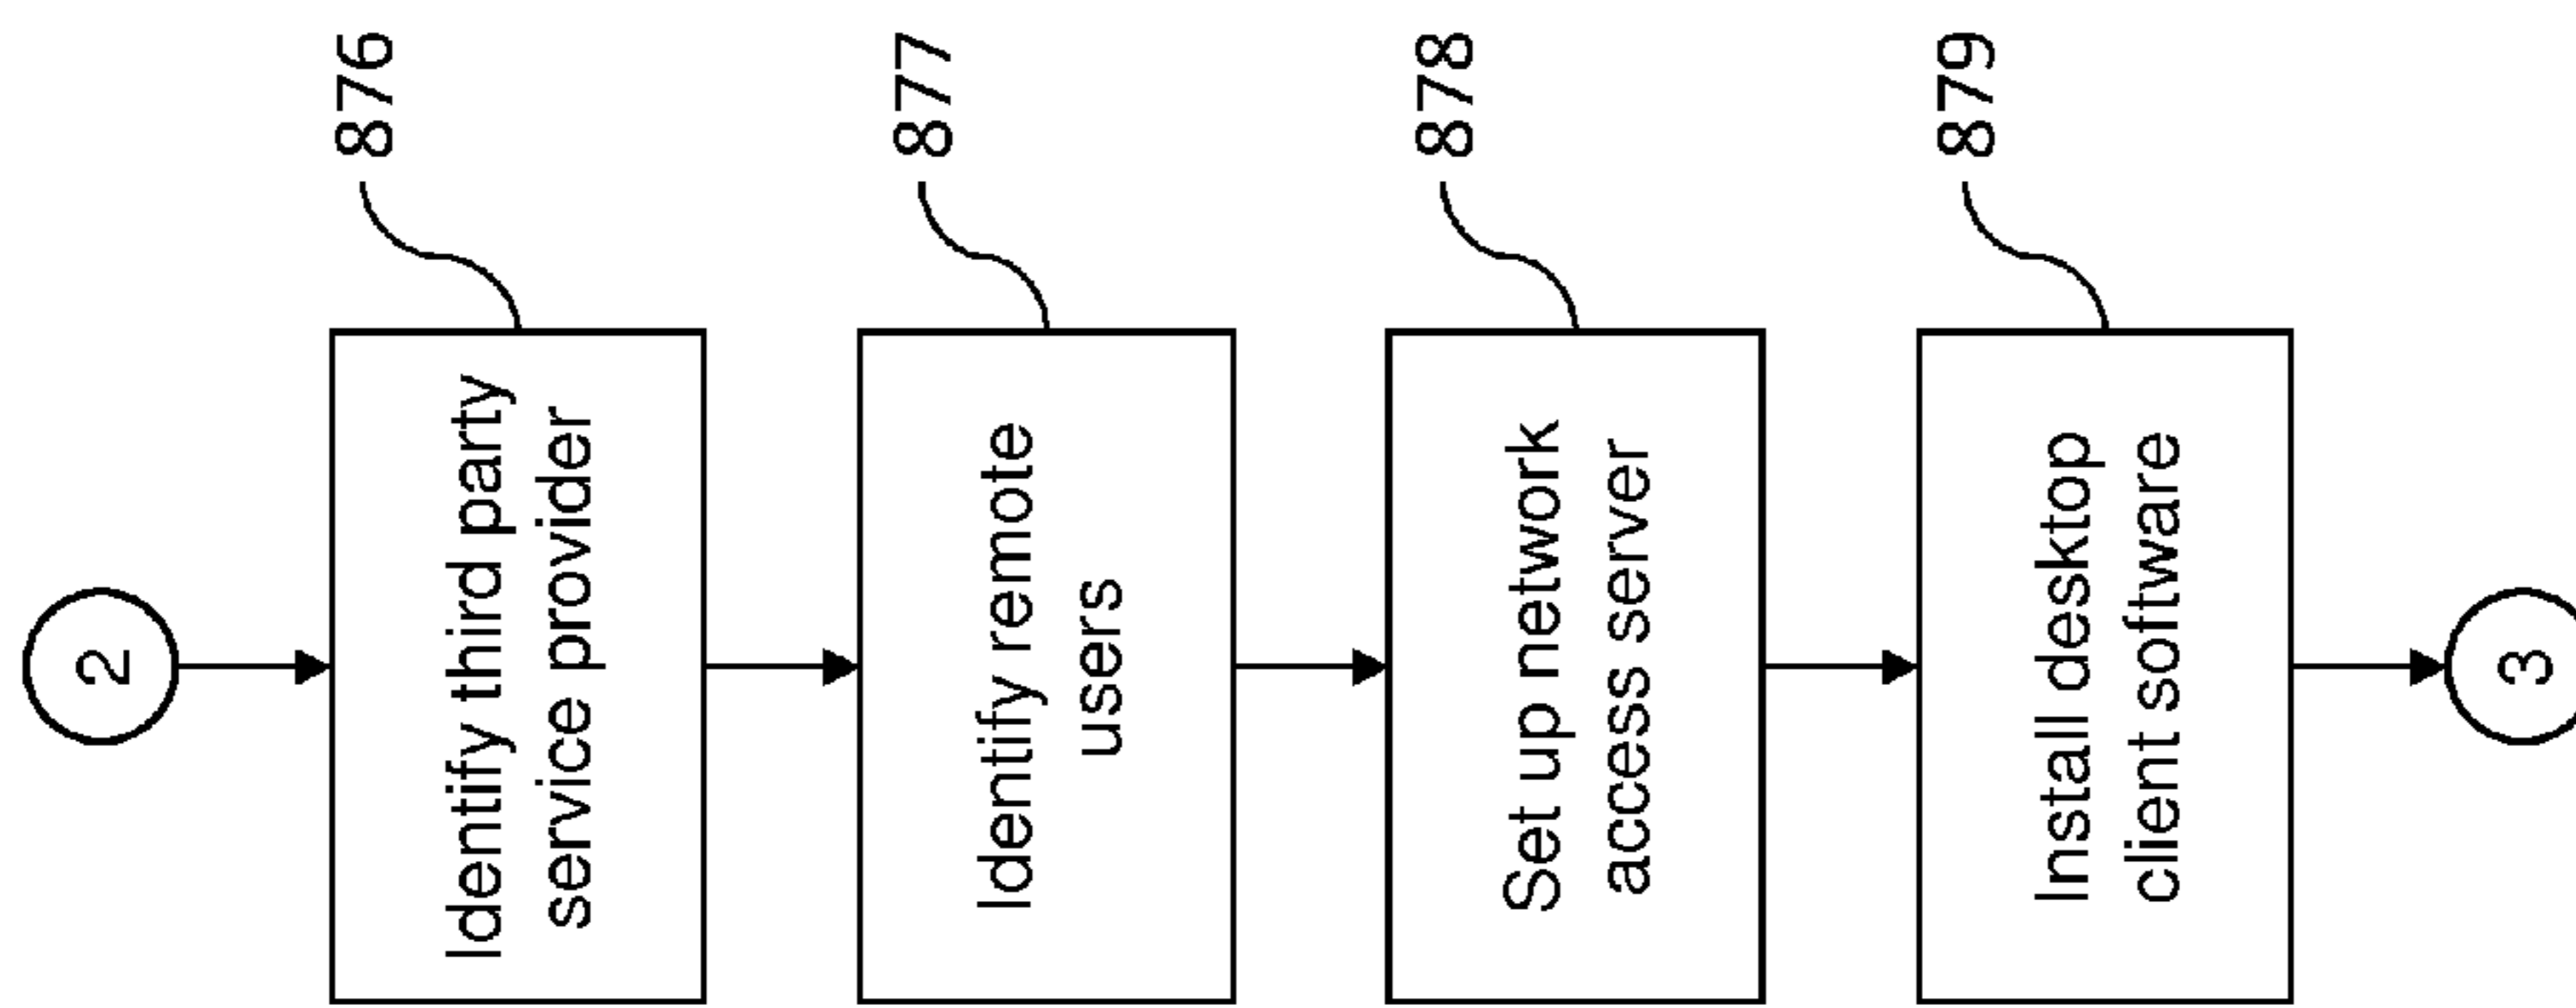 2
Identify third party
service provider
876
Identify remote
users
877
Set up network
access server
878
Install desktop
client software
879
3